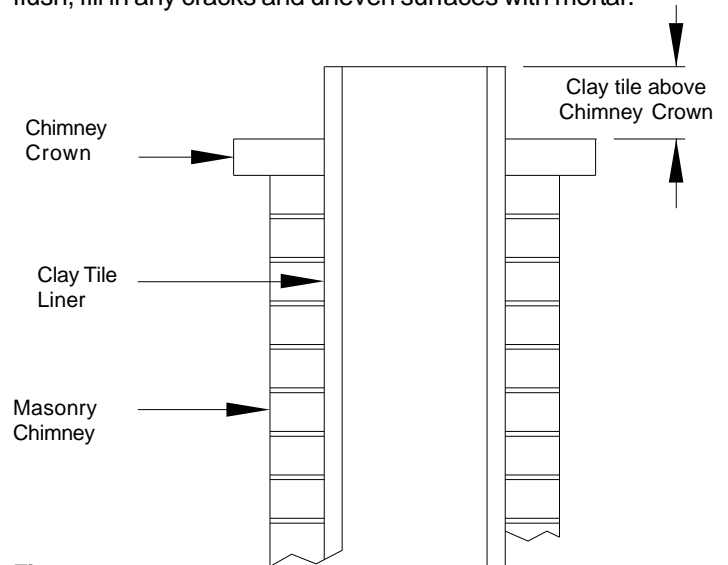 flush, fill in any cracks and uneven surfaces with mortar.
Clay tile above
Chimney Crown
Chimney
Crown
Clay Tile
Liner
Masonry
Chimney